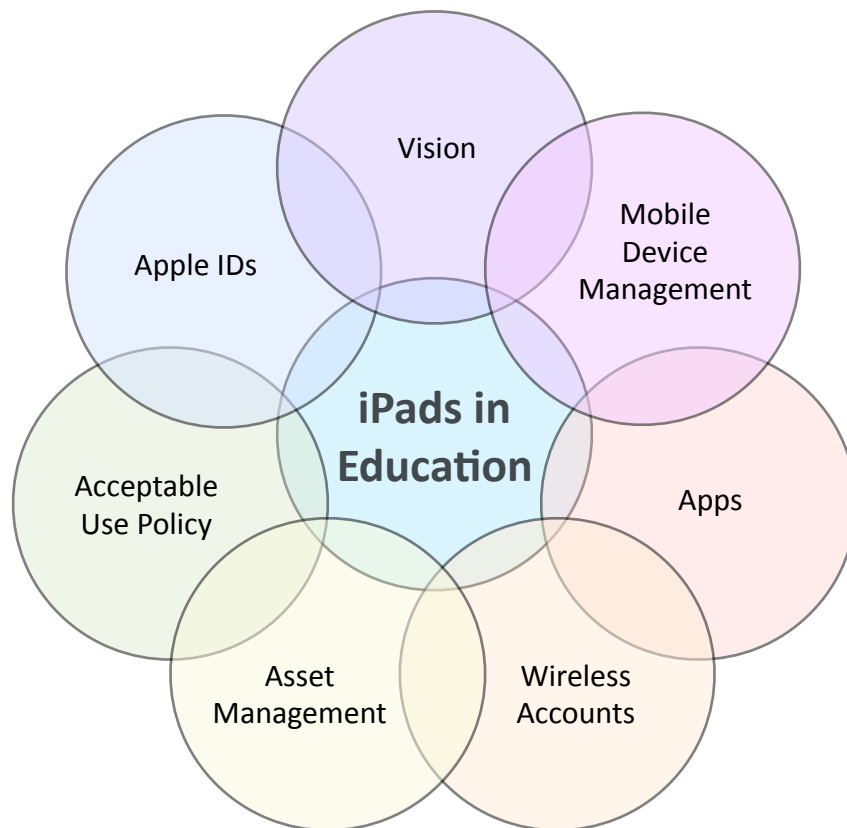 Vision
Mobile
Device
Management
Apple IDs
iPads in
Education
Acceptable
Use Policy
Apps
Asset
Management
Wireless
Accounts